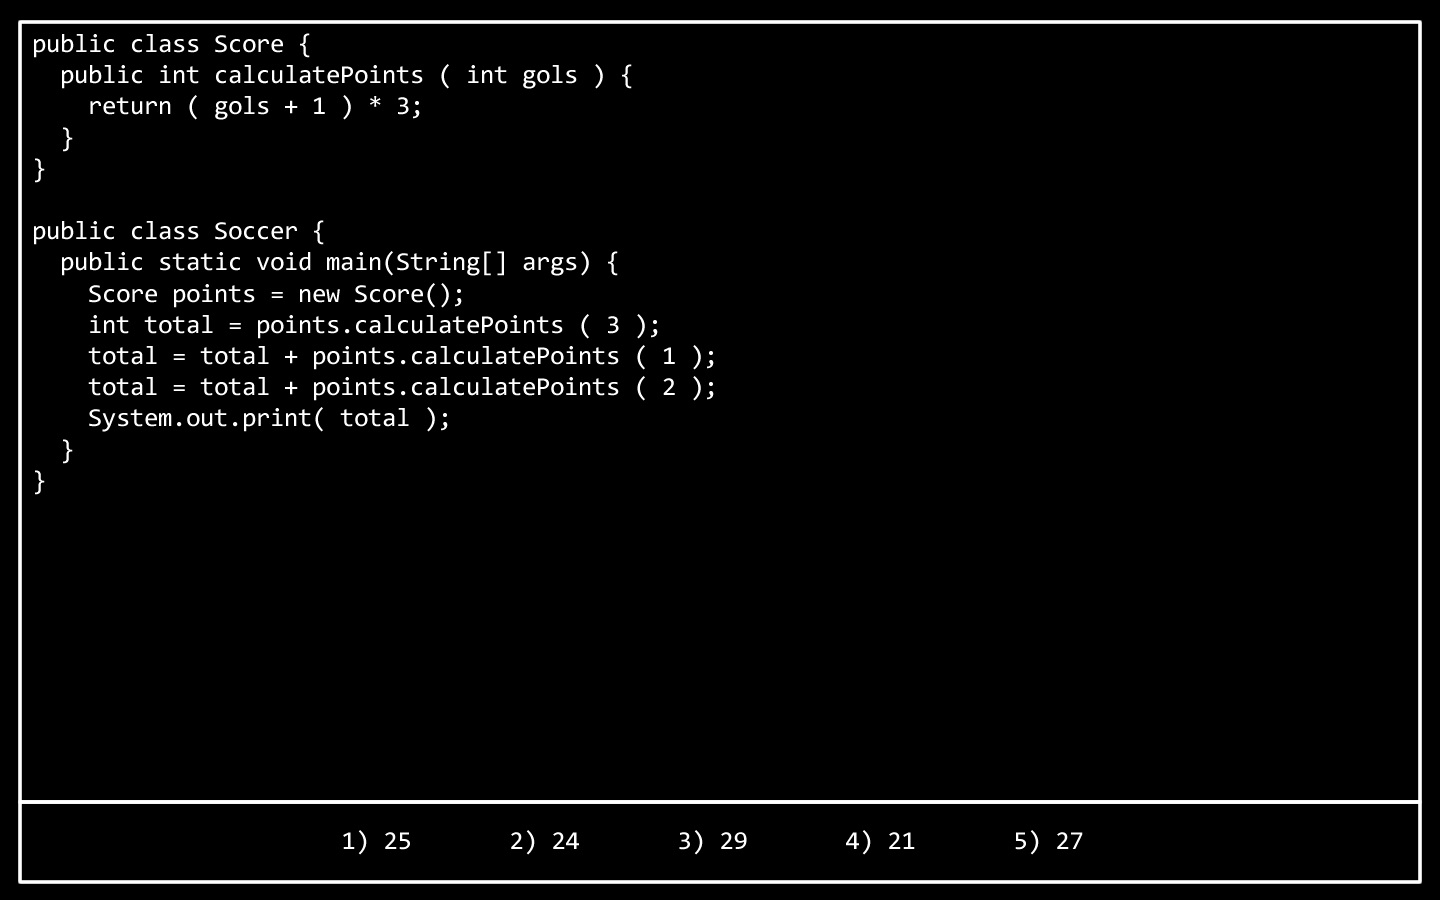 public class Score {
  public int calculatePoints ( int gols ) {
    return ( gols + 1 ) * 3;
  }
}

public class Soccer {
  public static void main(String[] args) {
    Score points = new Score();
    int total = points.calculatePoints ( 3 );
    total = total + points.calculatePoints ( 1 );
    total = total + points.calculatePoints ( 2 );
    System.out.print( total );
  }
}
1) 25 2) 24 3) 29 4) 21 5) 27